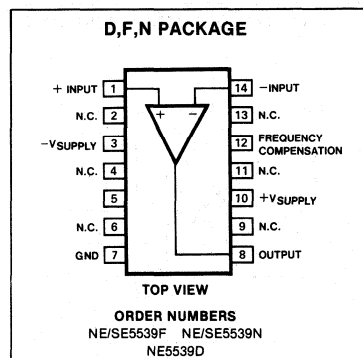 D,F,N PACKAGE
+ INPUT 1 14 −INPUT
N.C. 2 13 N.C.
−VSUPPLY 3 12 FREQUENCY
COMPENSATION
N.C. 4 11 N.C.
5 10 +VSUPPLY
N.C. 6 9 N.C.
GND 7 8 OUTPUT
+ −
TOP VIEW
ORDER NUMBERS
NE/SE5539F NE/SE5539N
NE5539D